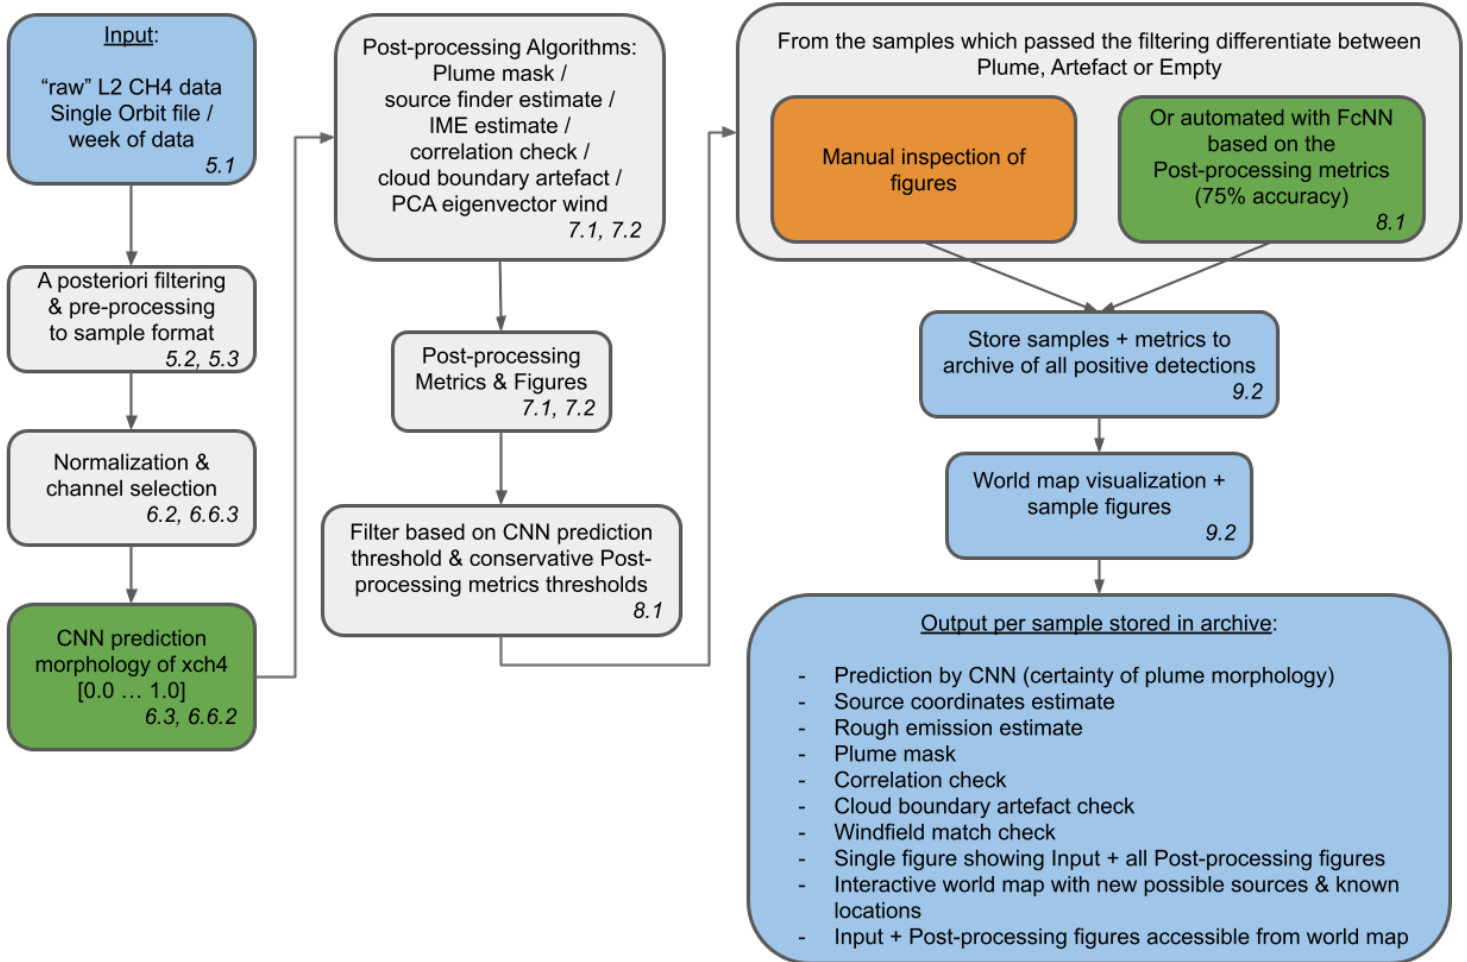 Input:
“raw” L2 CH4 data
Single Orbit file /
week of data
5.1
A posteriori filtering
& pre-processing
to sample format
5.2, 5.3
Normalization &
channel selection
6.2, 6.6.3
CNN prediction
morphology of xch4
[0.0 … 1.0]
6.3, 6.6.2
Post-processing Algorithms:
Plume mask /
source finder estimate /
IME estimate /
correlation check /
cloud boundary artefact /
PCA eigenvector wind
7.1, 7.2
Post-processing
Metrics & Figures
7.1, 7.2
Filter based on CNN prediction
threshold & conservative Post-
processing metrics thresholds
8.1
From the samples which passed the filtering differentiate between
Plume, Artefact or Empty
Manual inspection of
figures
Or automated with FcNN
based on the
Post-processing metrics
(75% accuracy)
8.1
Store samples + metrics to
archive of all positive detections
9.2
World map visualization +
sample figures
9.2
Output per sample stored in archive:
- Prediction by CNN (certainty of plume morphology)
- Source coordinates estimate
- Rough emission estimate
- Plume mask
- Correlation check
- Cloud boundary artefact check
- Windfield match check
- Single figure showing Input + all Post-processing figures
- Interactive world map with new possible sources & known
locations
- Input + Post-processing figures accessible from world map